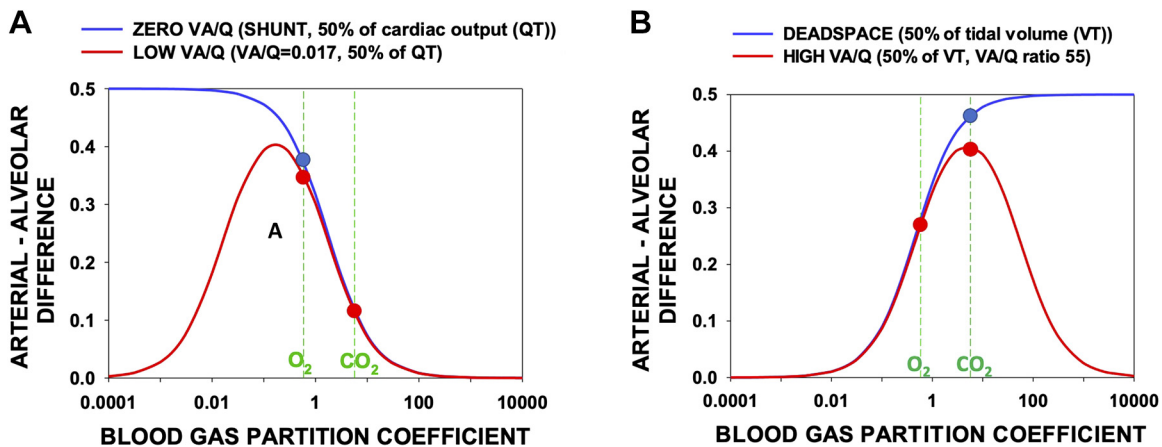 A
ZERO VA/Q (SHUNT, 50% of cardiac output (QT))
LOW VA/Q (VA/Q=0.017, 50% of QT)
ARTERIAL - ALVEOLAR
DIFFERENCE
0.5
0.4
0.3
0.2
0.1
0.0
A
O₂
CO₂
0.0001
0.01
1
100
10000
BLOOD GAS PARTITION COEFFICIENT
B
DEADSPACE (50% of tidal volume (VT))
HIGH VA/Q (50% of VT, VA/Q ratio 55)
ARTERIAL - ALVEOLAR
DIFFERENCE
0.5
0.4
0.3
0.2
0.1
0.0
O₂
CO₂
0.0001
0.01
1
100
10000
BLOOD GAS PARTITION COEFFICIENT